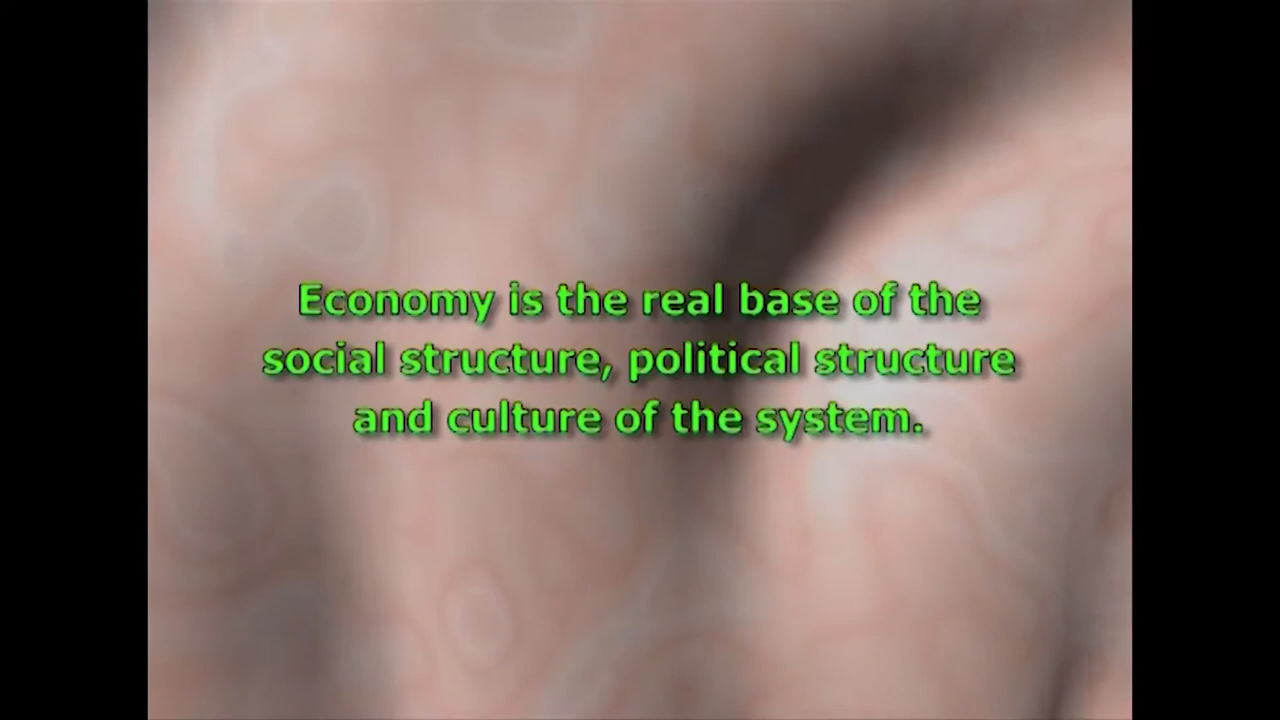 Economy is the real base of the
social structure, political structure
and culture of the system.